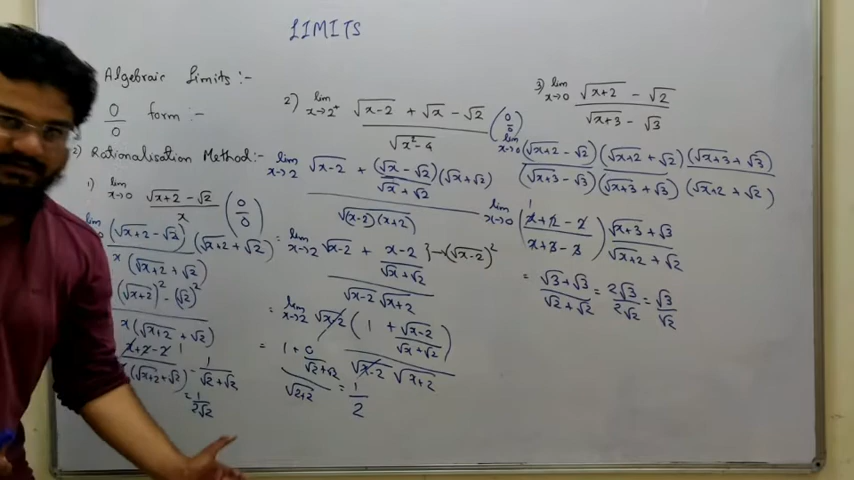 LIMITS
Algebraic Limits :-
0/0 form :-
2) Rationalisation Method :-
1) lim x→0 (√(x+2) - √2)/x (0/0)
(√(x+2) - √2)(√(x+2) + √2)/x(√(x+2) + √2)
(√(x+2))² - (√2)²
x(√(x+2) + √2)
x+2-2 1
(√(x+2) + √2) = 1/(√2+√2)
= 1/2√2
2) lim x→2⁺ (√(x-2) + √x - √2)/√(x²-4) (0/0)
lim x→2 (√(x-2) + (√x - √2)(√x+√2)/(√x+√2))/√((x-2)(x+2))
= lim x→2 (√(x-2) + (x-2)/(√x+√2))/(√(x-2) √(x+2)) } → (√(x-2))²
= lim x→2 √(x-2) (1 + √(x-2)/(√x+√2))/(√(x-2) √(x+2))
= (1 + 0/(√2+√2))/√(2+2) = 1/2
3) lim x→0 (√(x+2) - √2)/(√(x+3) - √3)
lim x→0 (√(x+2) - √2)(√(x+2) + √2)(√(x+3) + √3)/(√(x+3) - √3)(√(x+3) + √3)(√(x+2) + √2)
lim x→0 ((x+2-2)/(x+3-3)) (√(x+3) + √3)/(√(x+2) + √2)
= (√3+√3)/(√2+√2) = 2√3/2√2 = √3/√2